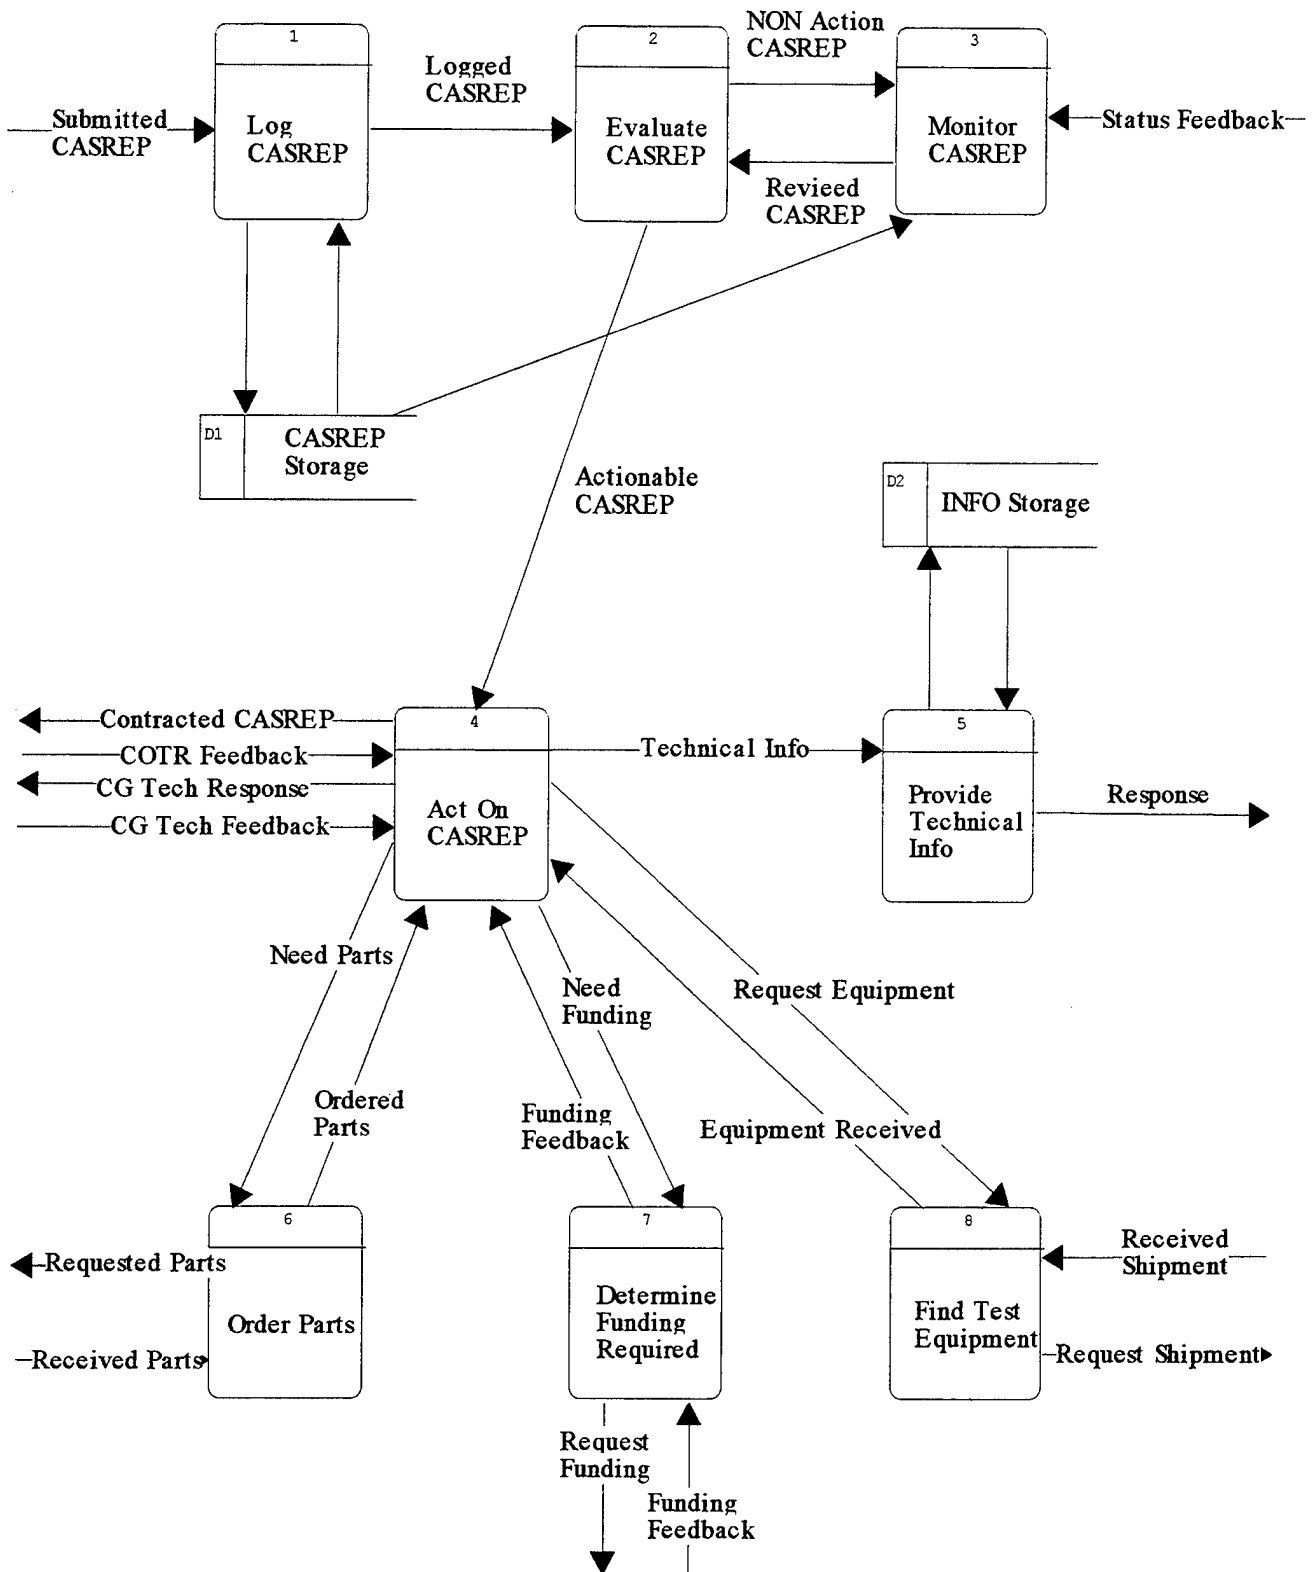 1
2
NON Action
CASREP
3
Logged
CASREP
Submitted
CASREP
Log
CASREP
Evaluate
CASREP
Monitor
CASREP
Status Feedback
Revieed
CASREP
D1
CASREP
Storage
Actionable
CASREP
D2
INFO Storage
Contracted CASREP
COTR Feedback
CG Tech Response
CG Tech Feedback
4
Act On
CASREP
Technical Info
5
Provide
Technical
Info
Response
Need Parts
Need
Funding
Request Equipment
Ordered
Parts
Funding
Feedback
Equipment Received
6
Requested Parts
Order Parts
Received Parts
7
Determine
Funding
Required
8
Find Test
Equipment
Received
Shipment
Request Shipment
Request
Funding
Funding
Feedback